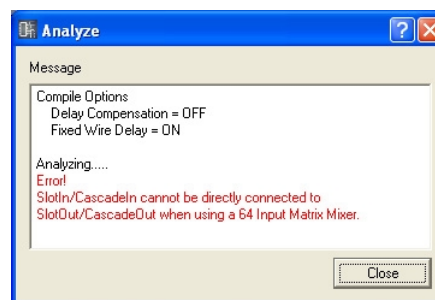 Analyze
Message
Compile Options
Delay Compensation = OFF
Fixed Wire Delay = ON
Analyzing.....
Error!
SlotIn/CascadeIn cannot be directly connected to
SlotOut/CascadeOut when using a 64 Input Matrix Mixer.
Close